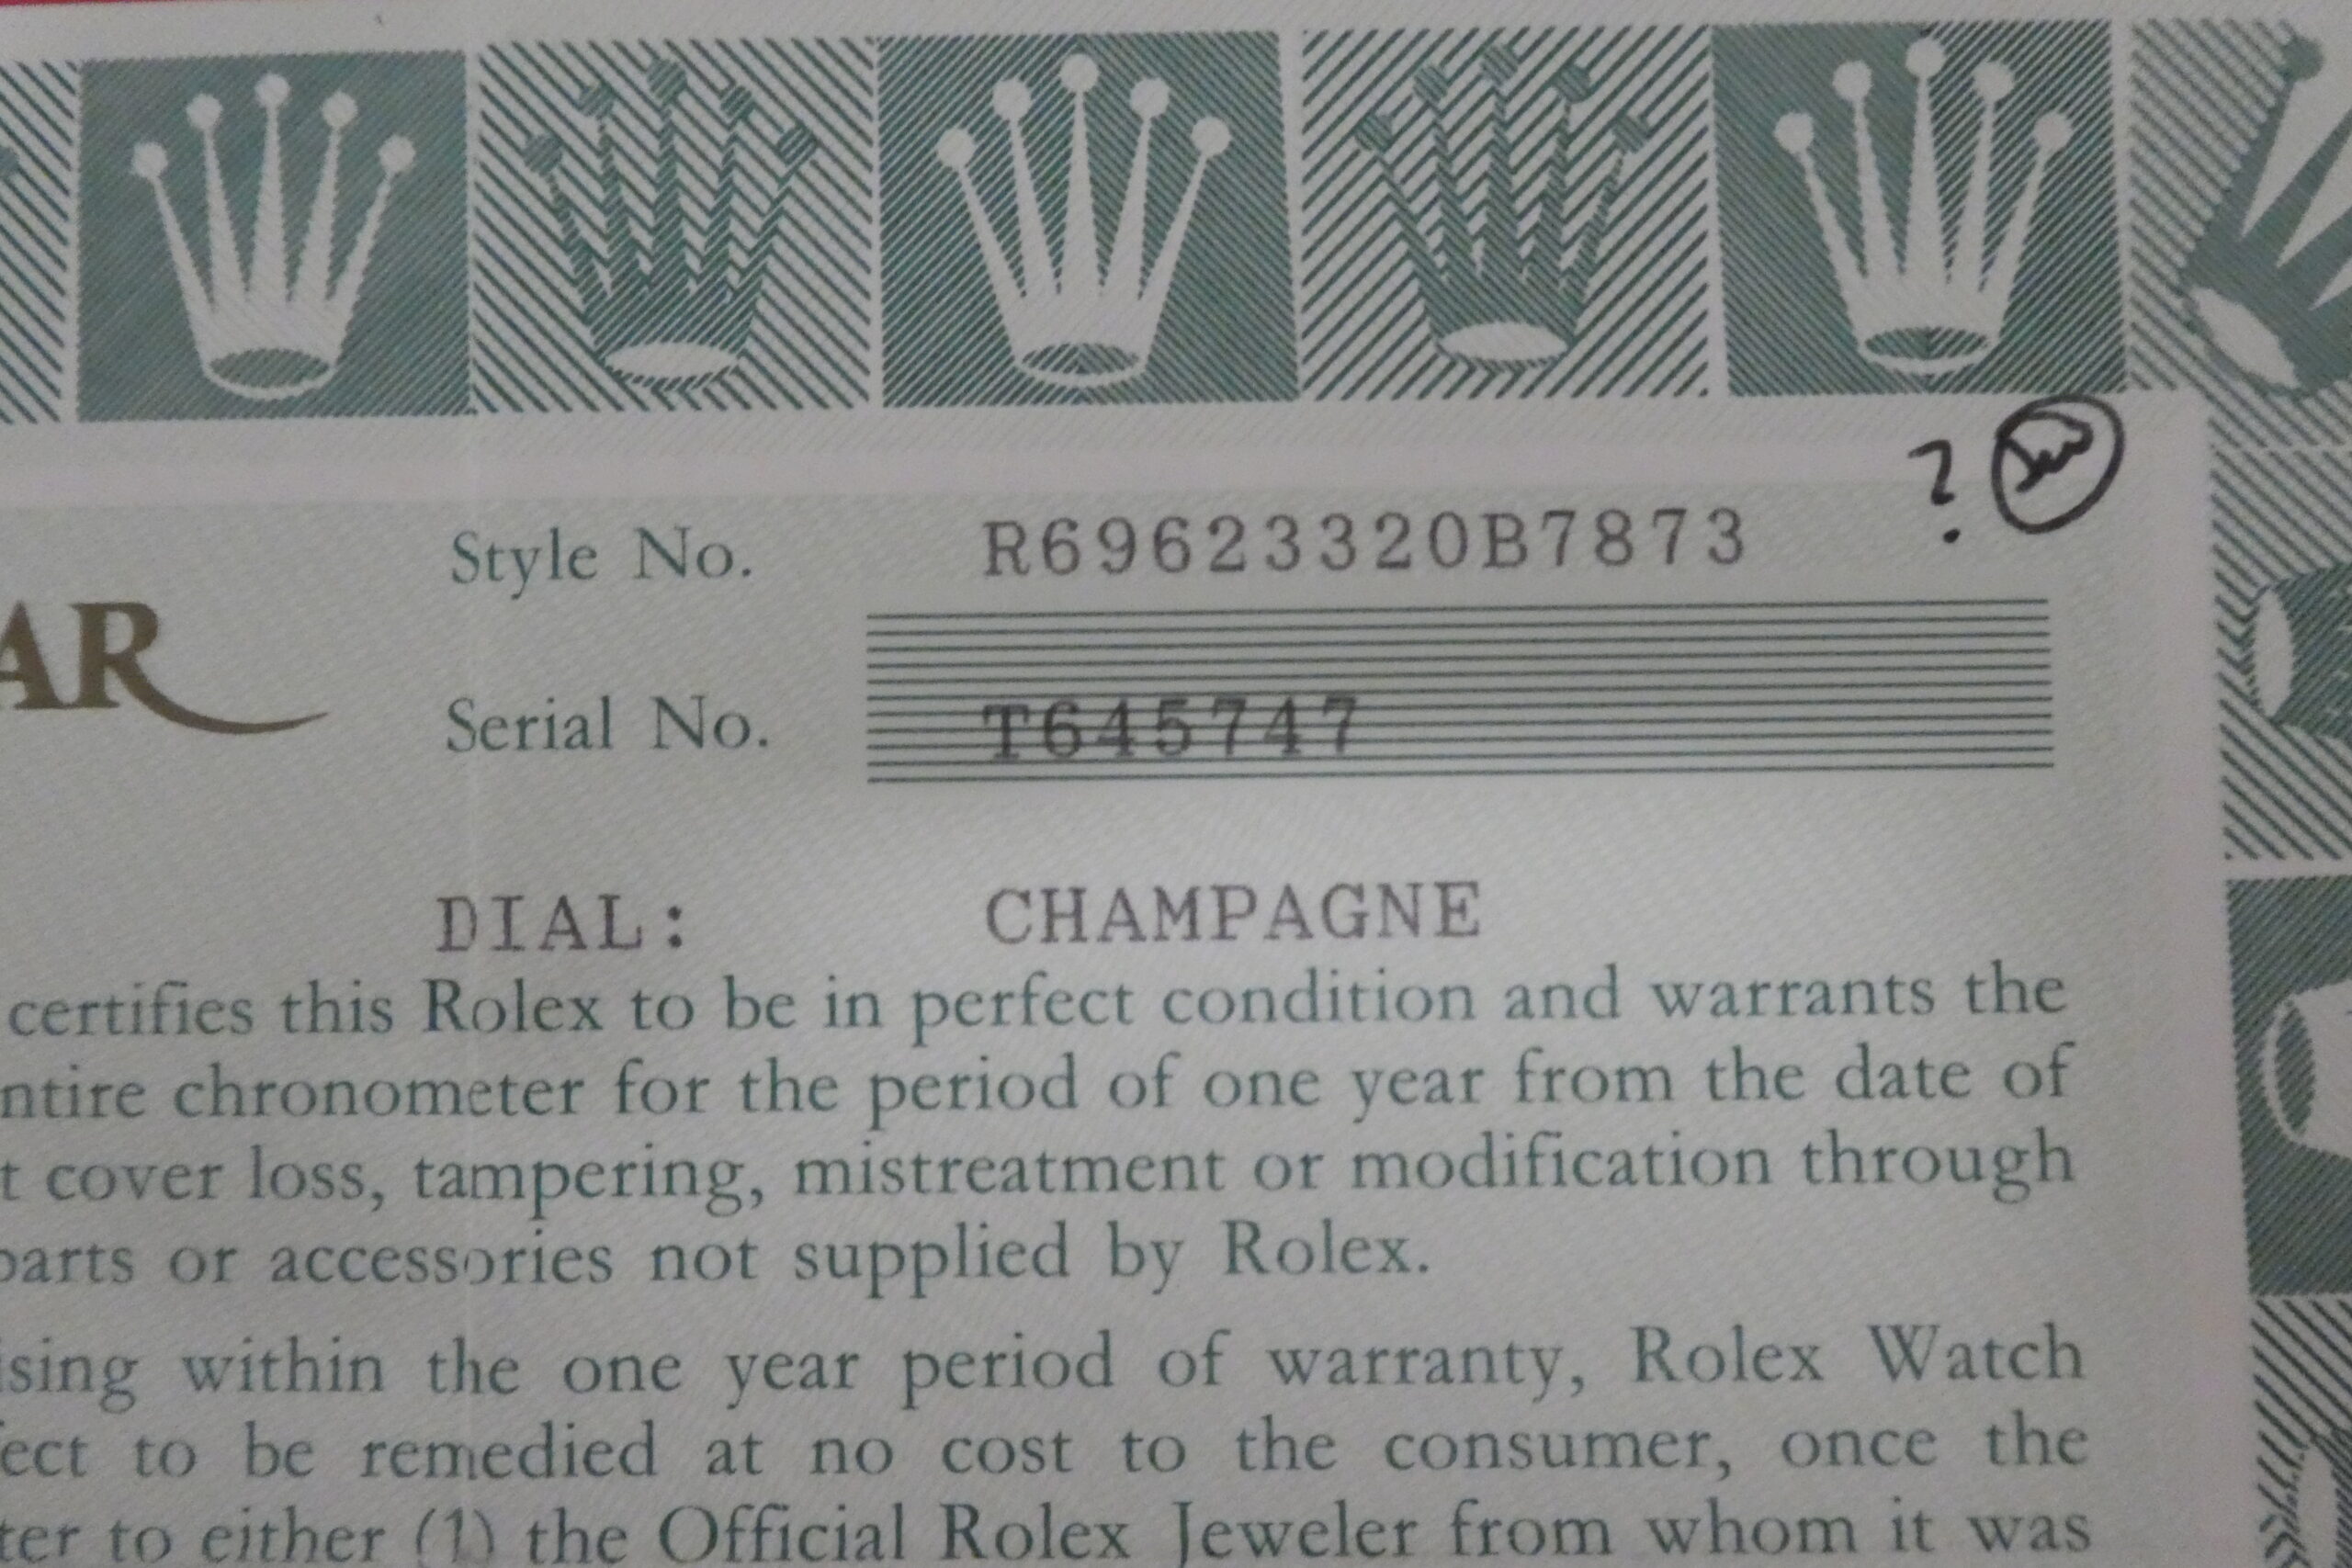 ?
Style No. R69623320B7873
AR
Serial No. T645747
DIAL: CHAMPAGNE
certifies this Rolex to be in perfect condition and warrants the
ntire chronometer for the period of one year from the date of
t cover loss, tampering, mistreatment or modification through
parts or accessories not supplied by Rolex.
ising within the one year period of warranty, Rolex Watch
ect to be remedied at no cost to the consumer, once the
ter to either (1) the Official Rolex Jeweler from whom it was